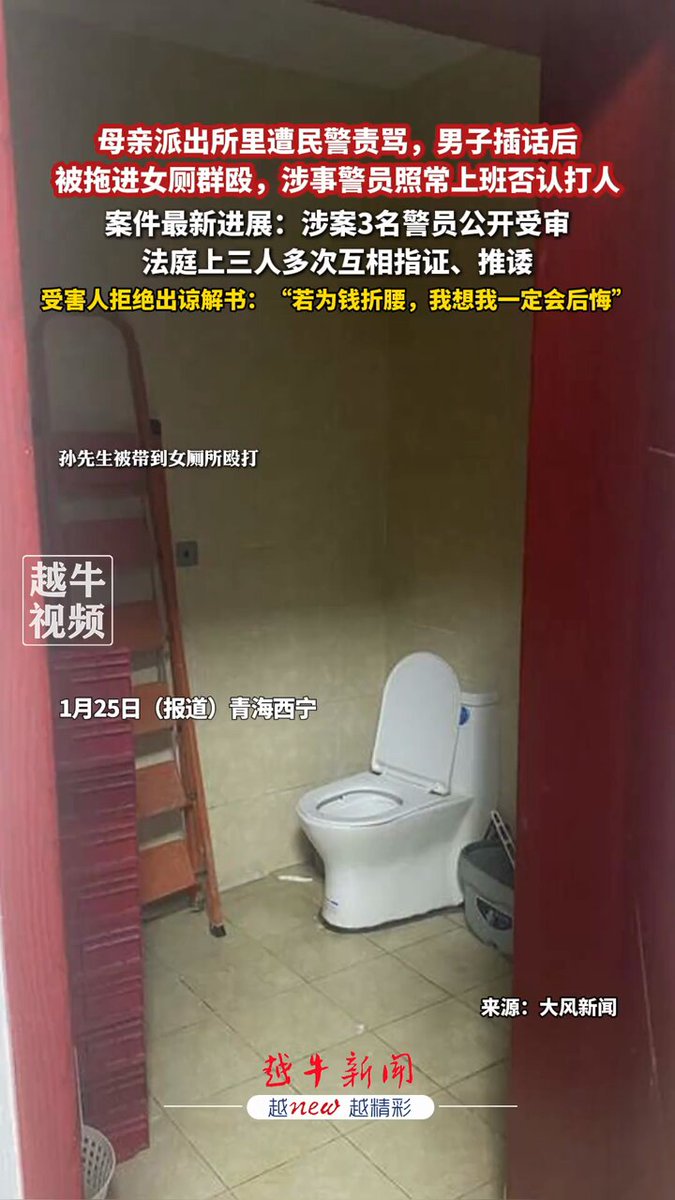 母亲派出所里遭民警责骂，男子插话后
被拖进女厕群殴，涉事警员照常上班否认打人
案件最新进展：涉案3名警员公开受审
法庭上三人多次互相指证、推诿
受害人拒绝出谅解书：“若为钱折腰，我想我一定会后悔”
孙先生被带到女厕所殴打
越牛
视频
1月25日（报道）青海西宁
来源：大风新闻
越牛新闻
越new越精彩